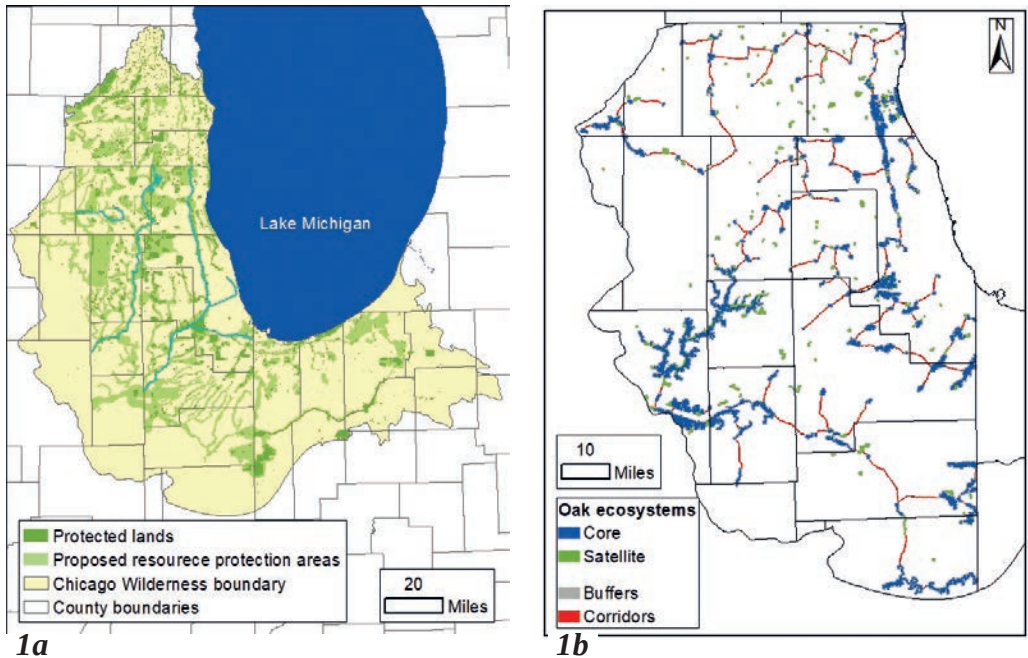 Lake Michigan
Protected lands
Proposed resourece protection areas
Chicago Wilderness boundary
County boundaries
20
Miles
1a
N
10
Miles
Oak ecosystems
Core
Satellite
Buffers
Corridors
1b